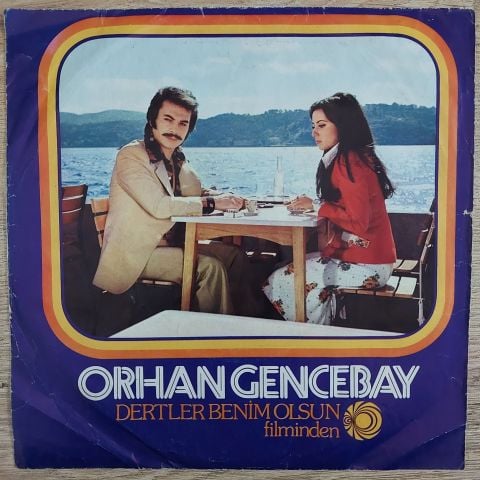 ORHAN GENCEBAY
DERTLER BENİM OLSUN
filminden